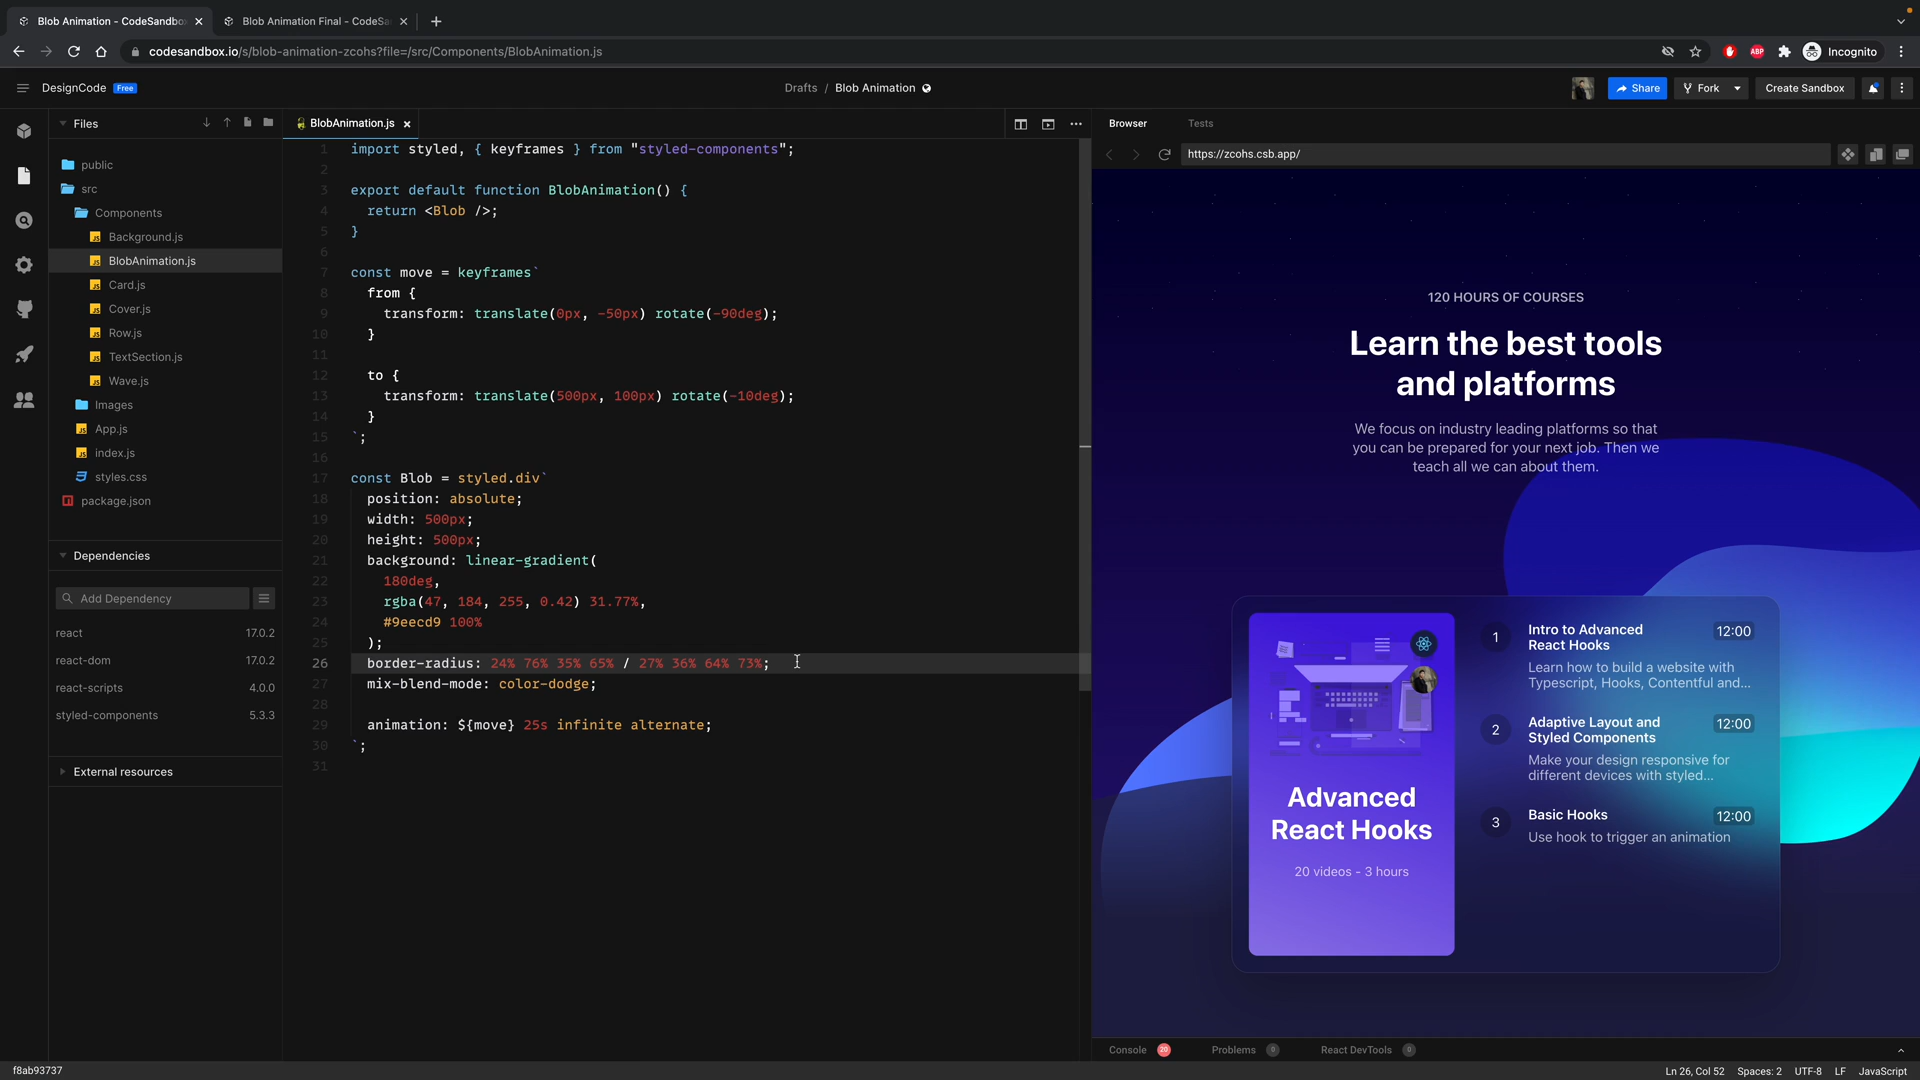 Blob Animation - CodeSandbo
Blob Animation Final - CodeSa
codesandbox.io/s/blob-animation-zcohs?file=/src/Components/BlobAnimation.js
ABP
Incognito
DesignCode
Free
Drafts / Blob Animation
Share
Fork
Create Sandbox
Files
BlobAnimation.js
public
src
Components
Background.js
BlobAnimation.js
Card.js
Cover.js
Row.js
TextSection.js
Wave.js
Images
App.js
index.js
styles.css
package.json
Dependencies
Add Dependency
react 17.0.2
react-dom 17.0.2
react-scripts 4.0.0
styled-components 5.3.3
External resources
1 import styled, { keyframes } from "styled-components";
2
3 export default function BlobAnimation() {
4 return <Blob />;
5 }
6
7 const move = keyframes`
8 from {
9 transform: translate(0px, -50px) rotate(-90deg);
10 }
11
12 to {
13 transform: translate(500px, 100px) rotate(-10deg);
14 }
15 `;
16
17 const Blob = styled.div`
18 position: absolute;
19 width: 500px;
20 height: 500px;
21 background: linear-gradient(
22 180deg,
23 rgba(47, 184, 255, 0.42) 31.77%,
24 #9eecd9 100%
25 );
26 border-radius: 24% 76% 35% 65% / 27% 36% 64% 73%;
27 mix-blend-mode: color-dodge;
28
29 animation: ${move} 25s infinite alternate;
30 `;
31
Browser
Tests
https://zcohs.csb.app/
120 HOURS OF COURSES
Learn the best tools
and platforms
We focus on industry leading platforms so that
you can be prepared for your next job. Then we
teach all we can about them.
Advanced
React Hooks
20 videos - 3 hours
1 Intro to Advanced
React Hooks
12:00
Learn how to build a website with
Typescript, Hooks, Contentful and...
2 Adaptive Layout and
Styled Components
12:00
Make your design responsive for
different devices with styled...
3 Basic Hooks
12:00
Use hook to trigger an animation
Console 20
Problems 0
React DevTools 0
f8ab93737
Ln 26, Col 52
Spaces: 2
UTF-8
LF
JavaScript